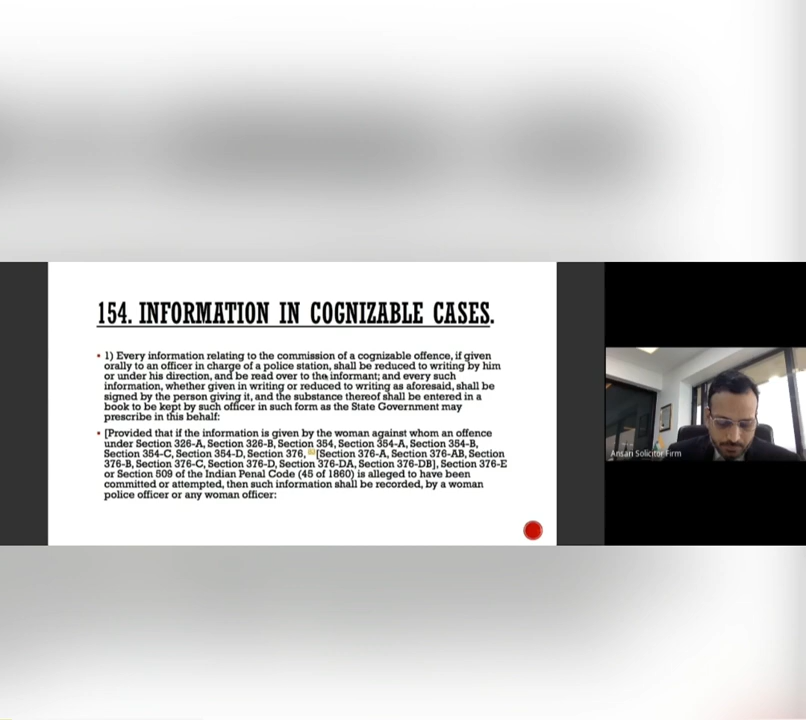 154. INFORMATION IN COGNIZABLE CASES.
• 1) Every information relating to the commission of a cognizable offence, if given
orally to an officer in charge of a police station, shall be reduced to writing by him
or under his direction, and be read over to the informant; and every such
information, whether given in writing or reduced to writing as aforesaid, shall be
signed by the person giving it, and the substance thereof shall be entered in a
book to be kept by such officer in such form as the State Government may
prescribe in this behalf:
• [Provided that if the information is given by the woman against whom an offence
under Section 326-A, Section 326-B, Section 354, Section 354-A, Section 354-B,
Section 354-C, Section 354-D, Section 376, [Section 376-A, Section 376-AB, Section
376-B, Section 376-C, Section 376-D, Section 376-DA, Section 376-DB], Section 376-E
or Section 509 of the Indian Penal Code (45 of 1860) is alleged to have been
committed or attempted, then such information shall be recorded, by a woman
police officer or any woman officer:
Ansari Solicitor Firm